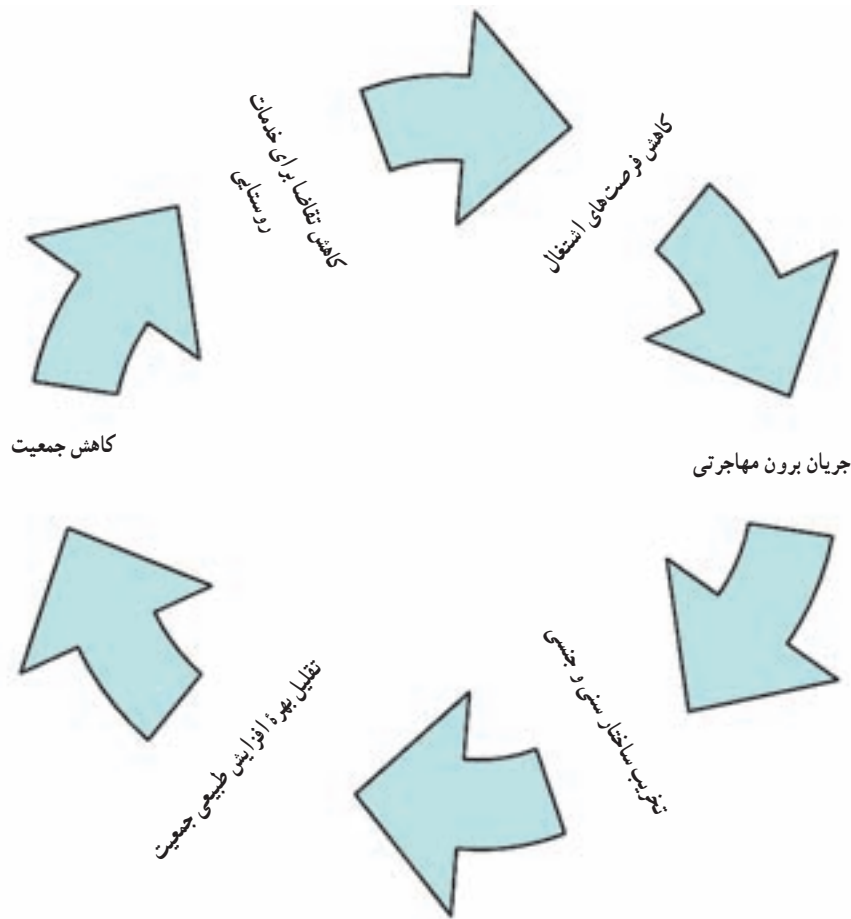 کاهش تقاضا برای خدمات
روستایی
کاهش فرصت‌های اشتغال
جریان برون مهاجرتی
تخریب ساختار سنی و جنسی
تقلیل بهرهٔ افزایش طبیعی جمعیت
کاهش جمعیت